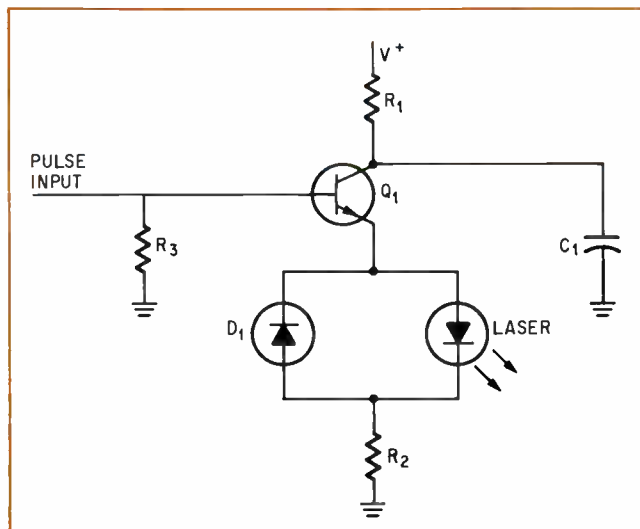 V+
R1
PULSE
INPUT
Q1
R3
C1
D1
LASER
R2